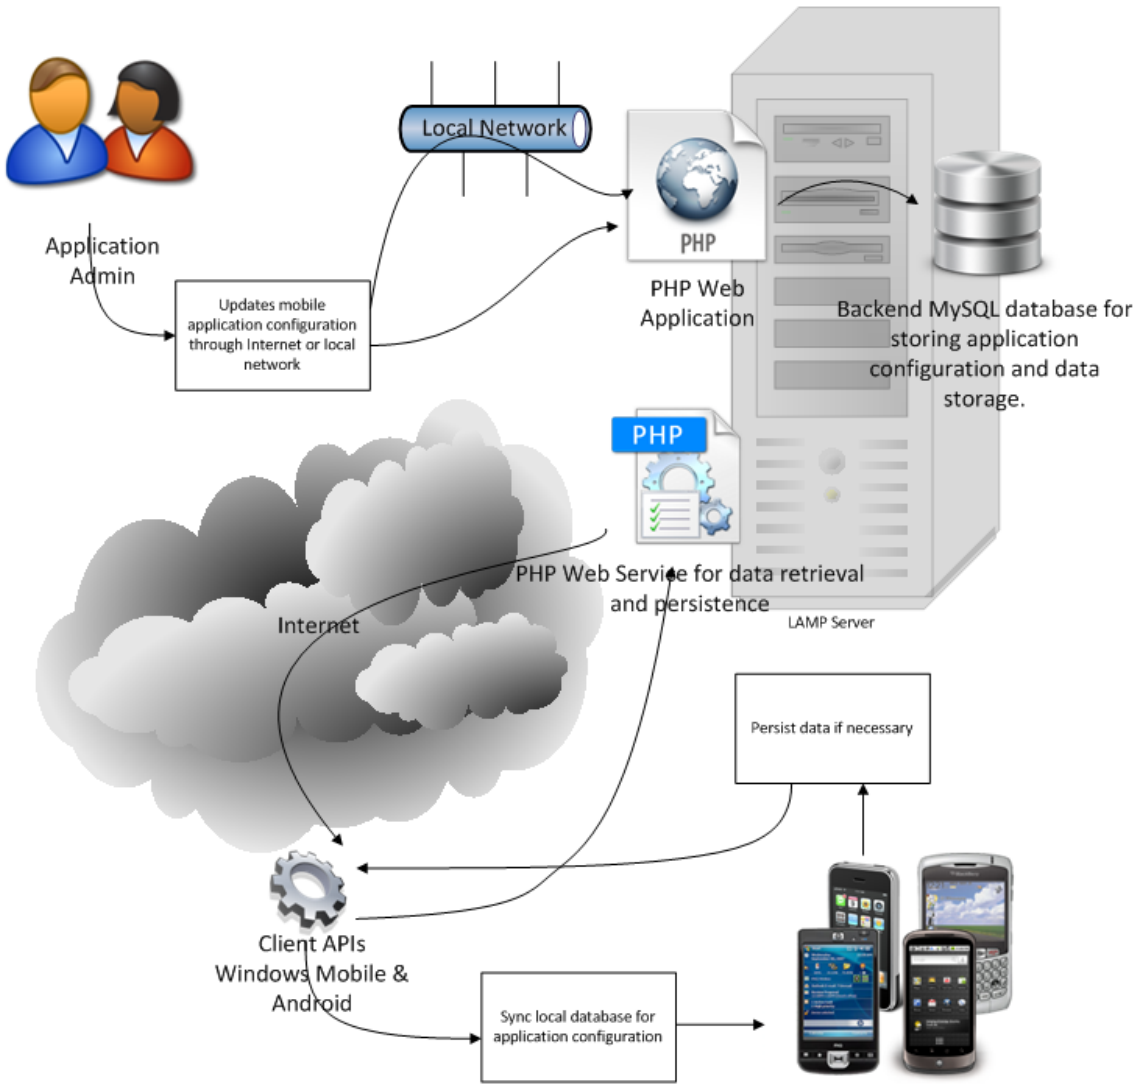 Local Network
PHP
Application
Admin
PHP Web
Application
Updates mobile
application configuration
through Internet or local
network
Backend MySQL database for
storing application
configuration and data
storage.
PHP
PHP Web Service for data retrieval
and persistence
LAMP Server
Internet
Persist data if necessary
Client APIs
Windows Mobile &
Android
Sync local database for
application configuration